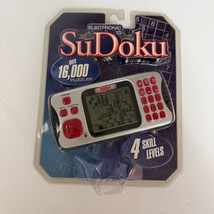 ELECTRONIC
SuDoku
OVER
16,000
PUZZLES
4 SKILL
LEVELS